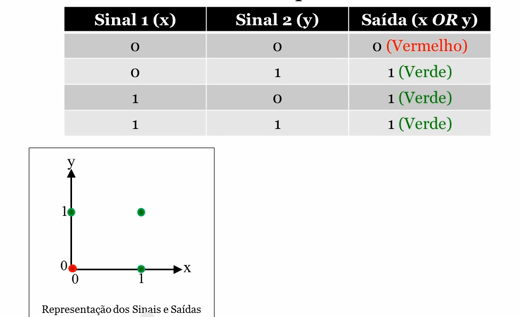 Sinal 1 (x) Sinal 2 (y) Saída (x OR y)
0 0 0 (Vermelho)
0 1 1 (Verde)
1 0 1 (Verde)
1 1 1 (Verde)
y
1
0 x
0 1
Representação dos Sinais e Saídas